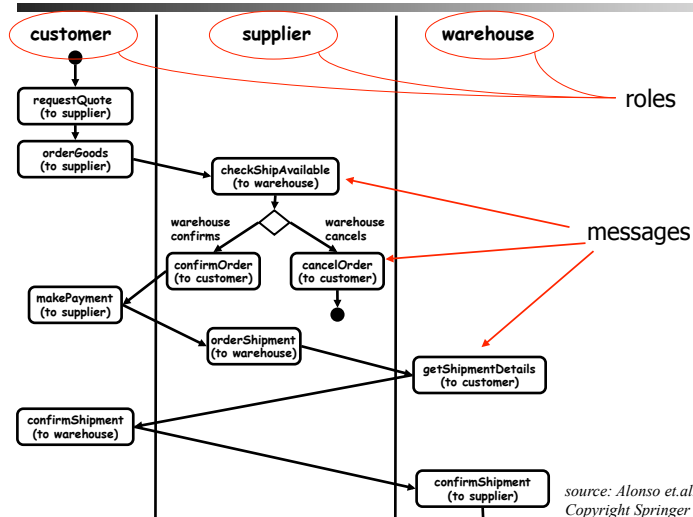 customer
supplier
warehouse
requestQuote
(to supplier)
roles
orderGoods
(to supplier)
checkShipAvailable
(to warehouse)
warehouse
confirms
warehouse
cancels
messages
confirmOrder
(to customer)
cancelOrder
(to customer)
makePayment
(to supplier)
orderShipment
(to warehouse)
getShipmentDetails
(to customer)
confirmShipment
(to warehouse)
confirmShipment
(to supplier)
source: Alonso et.al
Copyright Springer